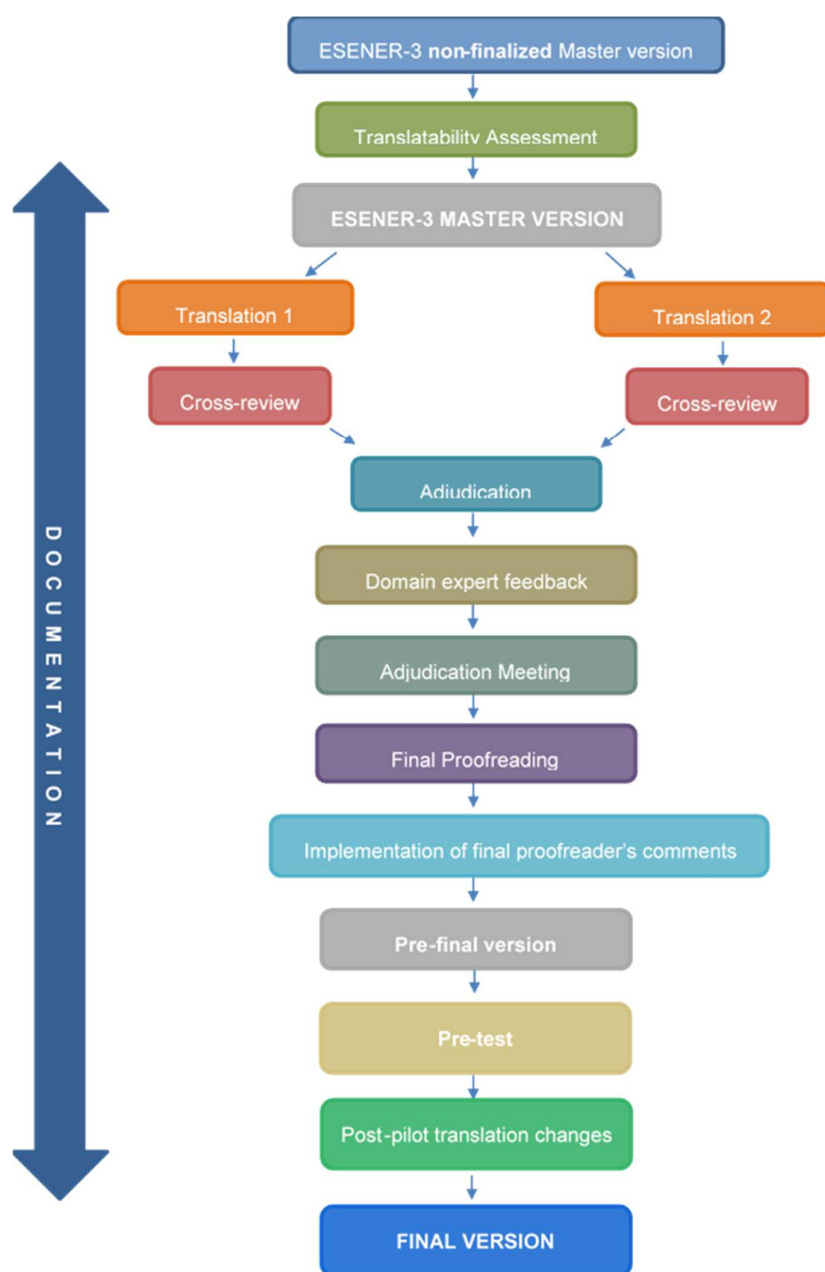 ESENER-3 non-finalized Master version
Translatability Assessment
ESENER-3 MASTER VERSION
Translation 1
Translation 2
Cross-review
Cross-review
Adjudication
Domain expert feedback
Adjudication Meeting
Final Proofreading
Implementation of final proofreader's comments
Pre-final version
Pre-test
Post-pilot translation changes
FINAL VERSION
DOCUMENTATION